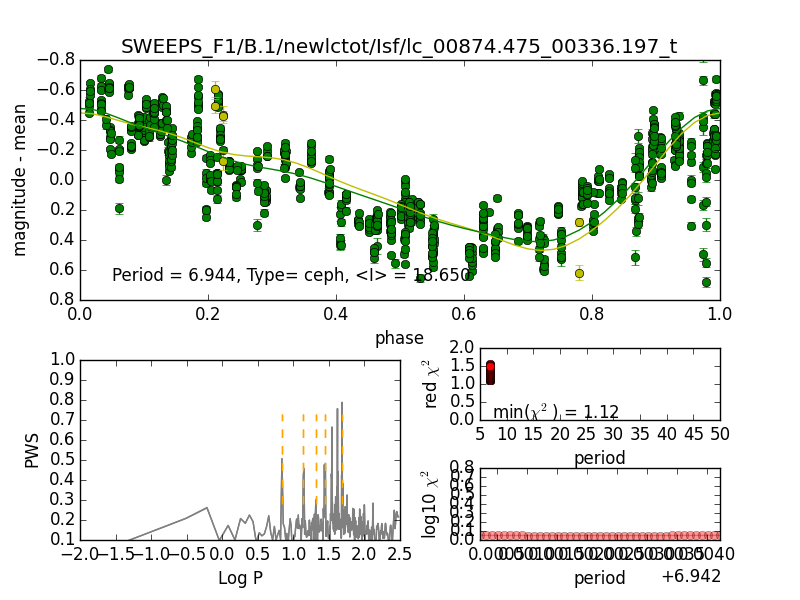 SWEEPS_F1/B.1/newlctot/Isf/lc_00874.475_00336.197_t
magnitude - mean
−0.8
−0.6
−0.4
−0.2
0.0
0.2
0.4
0.6
0.8
Period = 6.944, Type= ceph, <I> = 18.650
0.0 0.2 0.4 0.6 0.8 1.0
phase
PWS
1.0
0.9
0.8
0.7
0.6
0.5
0.4
0.3
0.2
0.1
−2.0 −1.5 −1.0 −0.5 0.0 0.5 1.0 1.5 2.0 2.5
Log P
red χ²
2.0
1.5
1.0
0.5
0.0
min(χ²) = 1.12
5 10 15 20 25 30 35 40 45 50
period
log10 χ²
0.8
0.7
0.6
0.5
0.4
0.3
0.2
0.1
0.0
period
+6.942